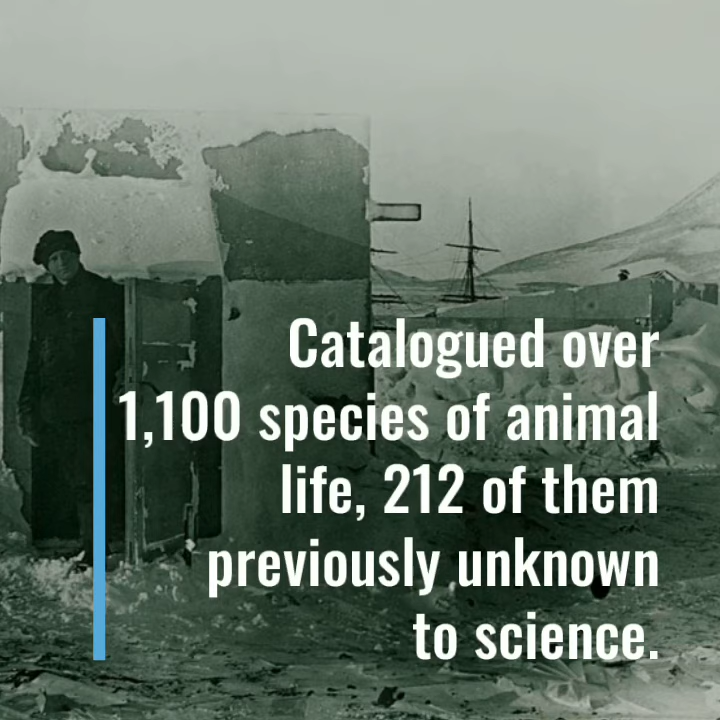 Catalogued over
1,100 species of animal
life, 212 of them
previously unknown
to science.